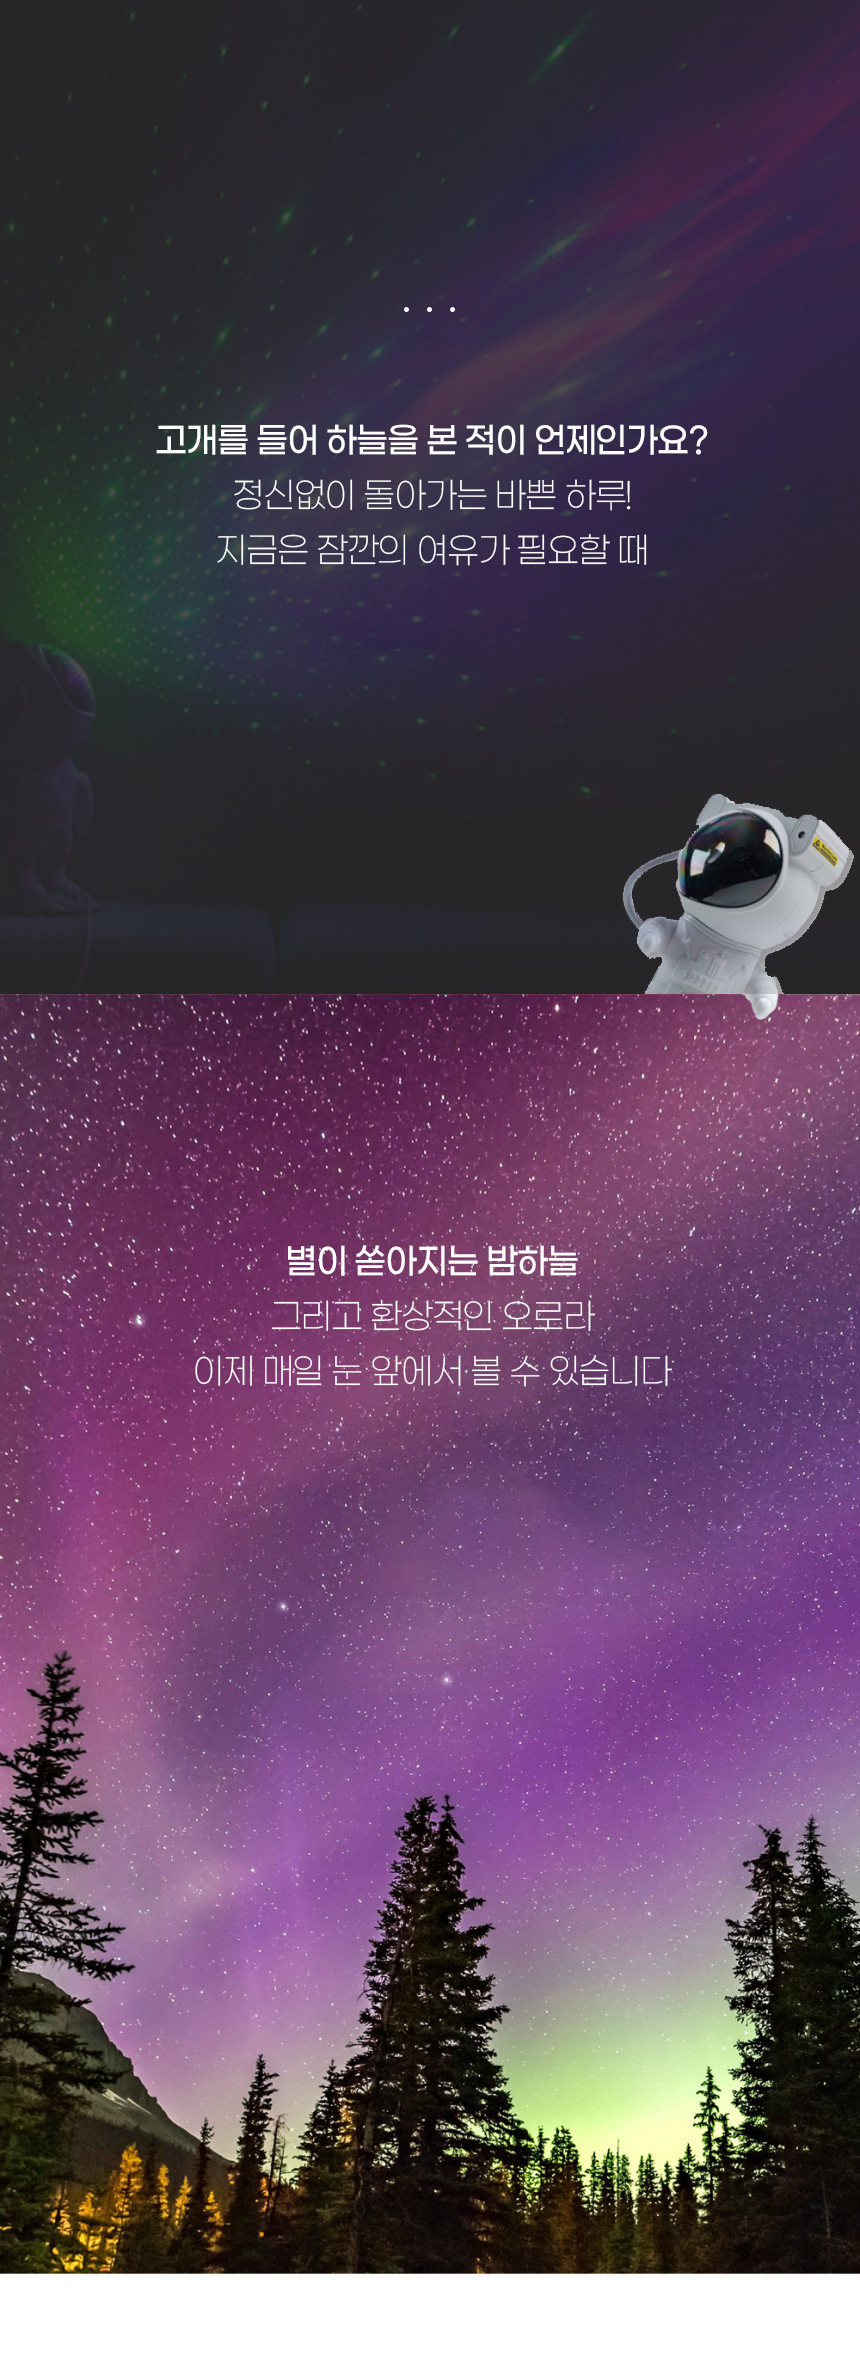 ...
고개를 들어 하늘을 본 적이 언제인가요?
정신없이 돌아가는 바쁜 하루!
지금은 잠깐의 여유가 필요할 때
별이 쏟아지는 밤하늘
그리고 환상적인 오로라
이제 매일 눈 앞에서 볼 수 있습니다